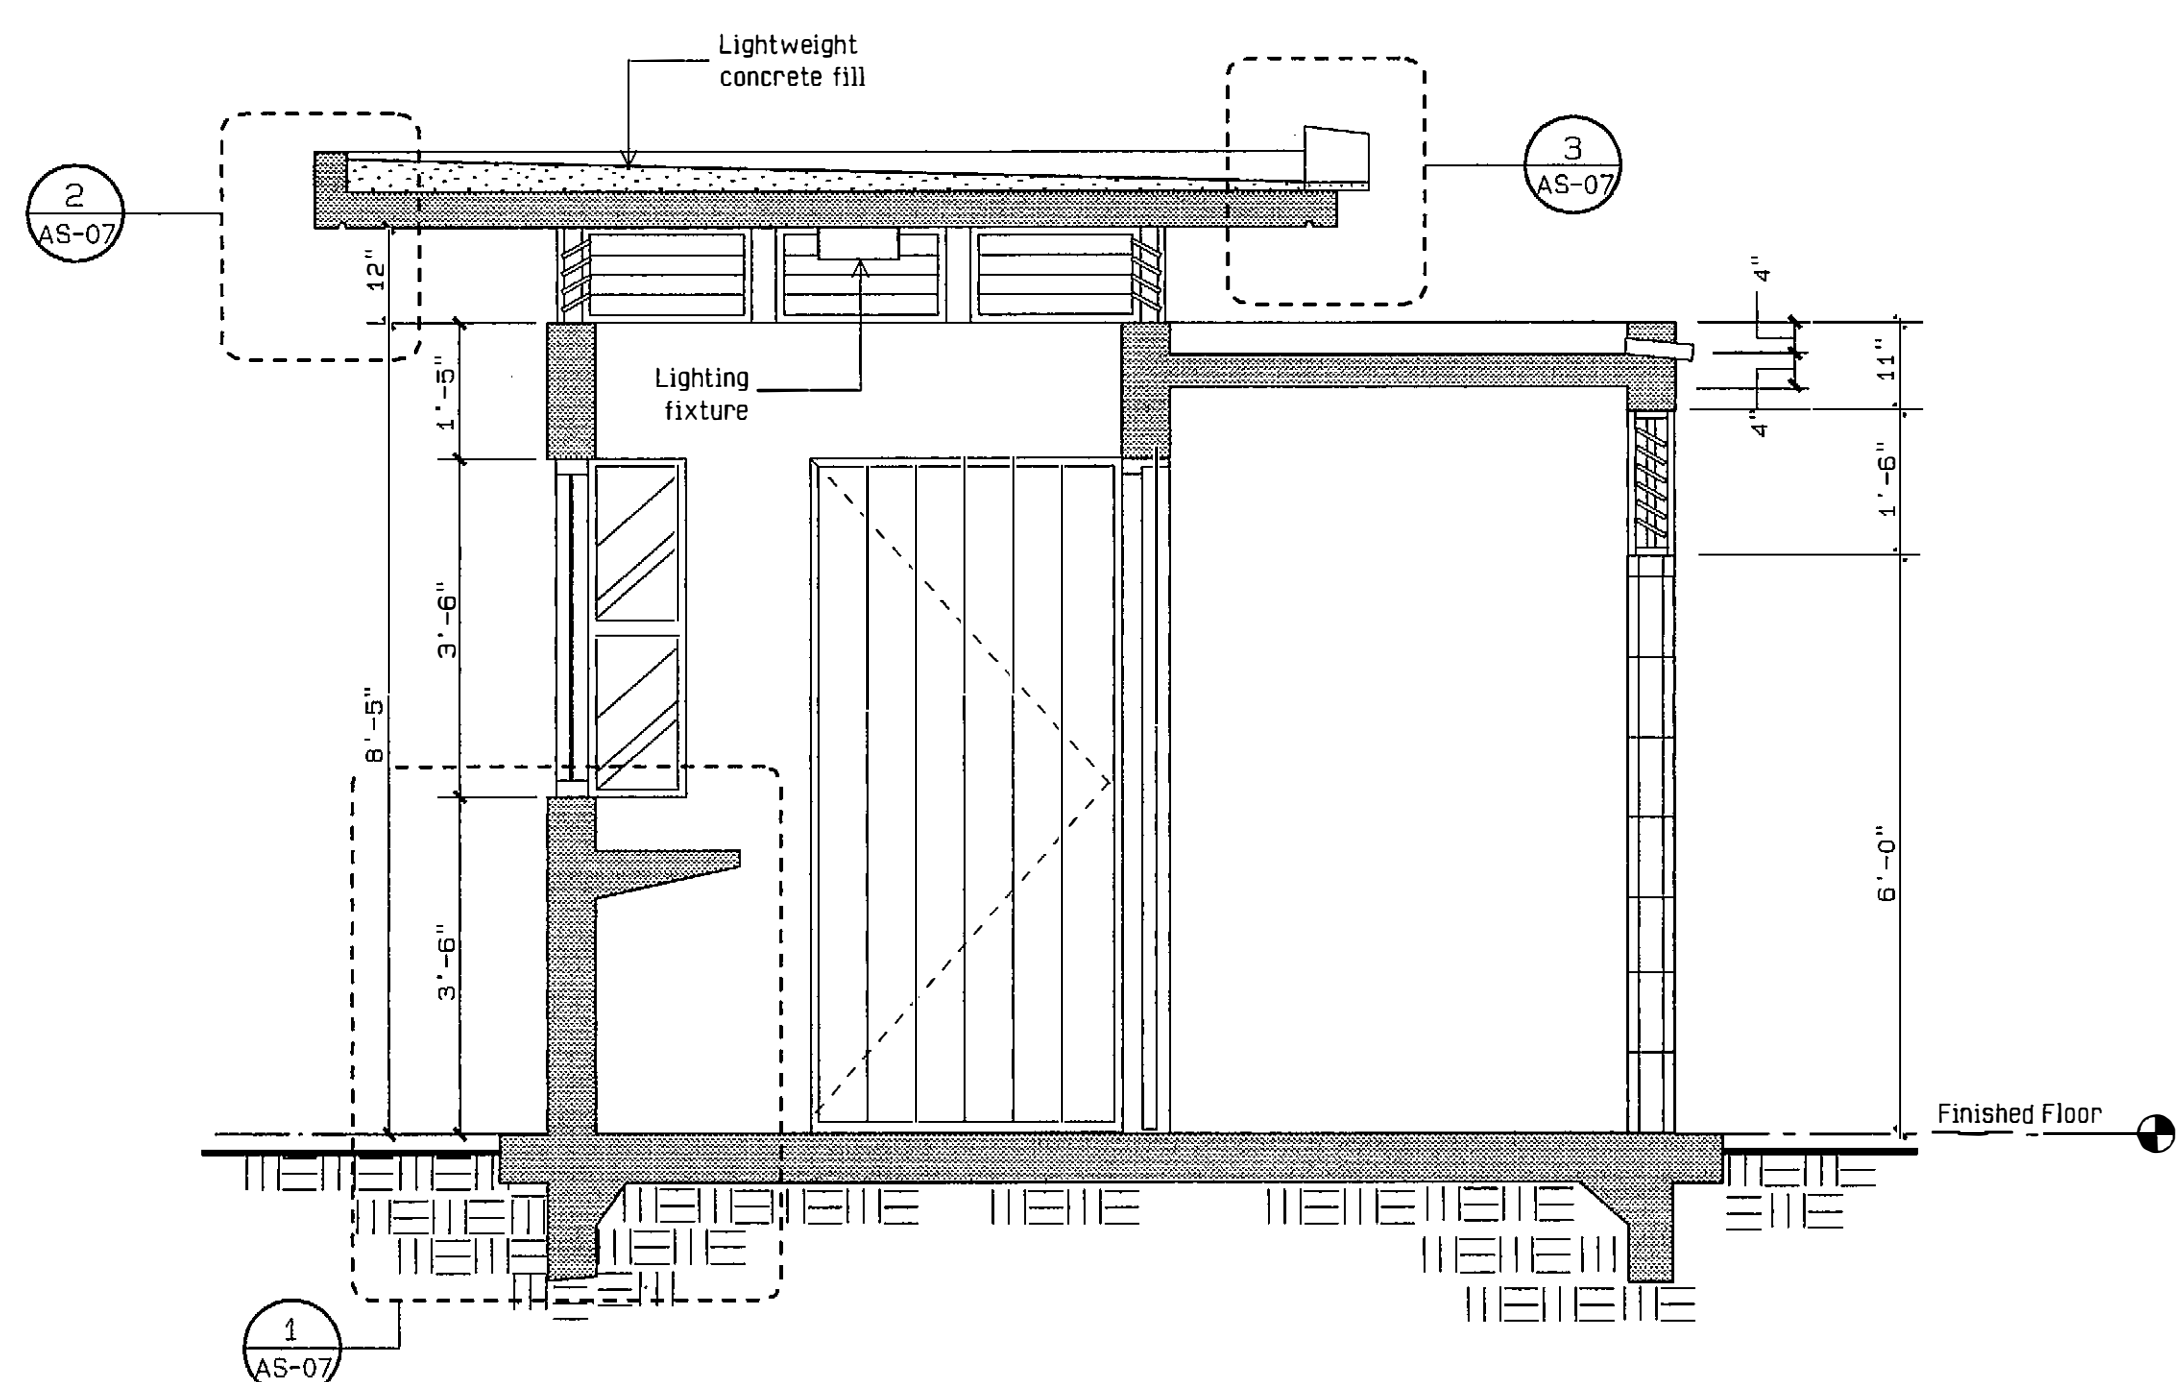 Lightweight
concrete fill
2
AS-07
3
AS-07
12"
4"
1'-5"
11"
Lighting
fixture
4"
1'-6"
3'-6"
8'-5"
6'-0"
3'-6"
Finished Floor
1
AS-07